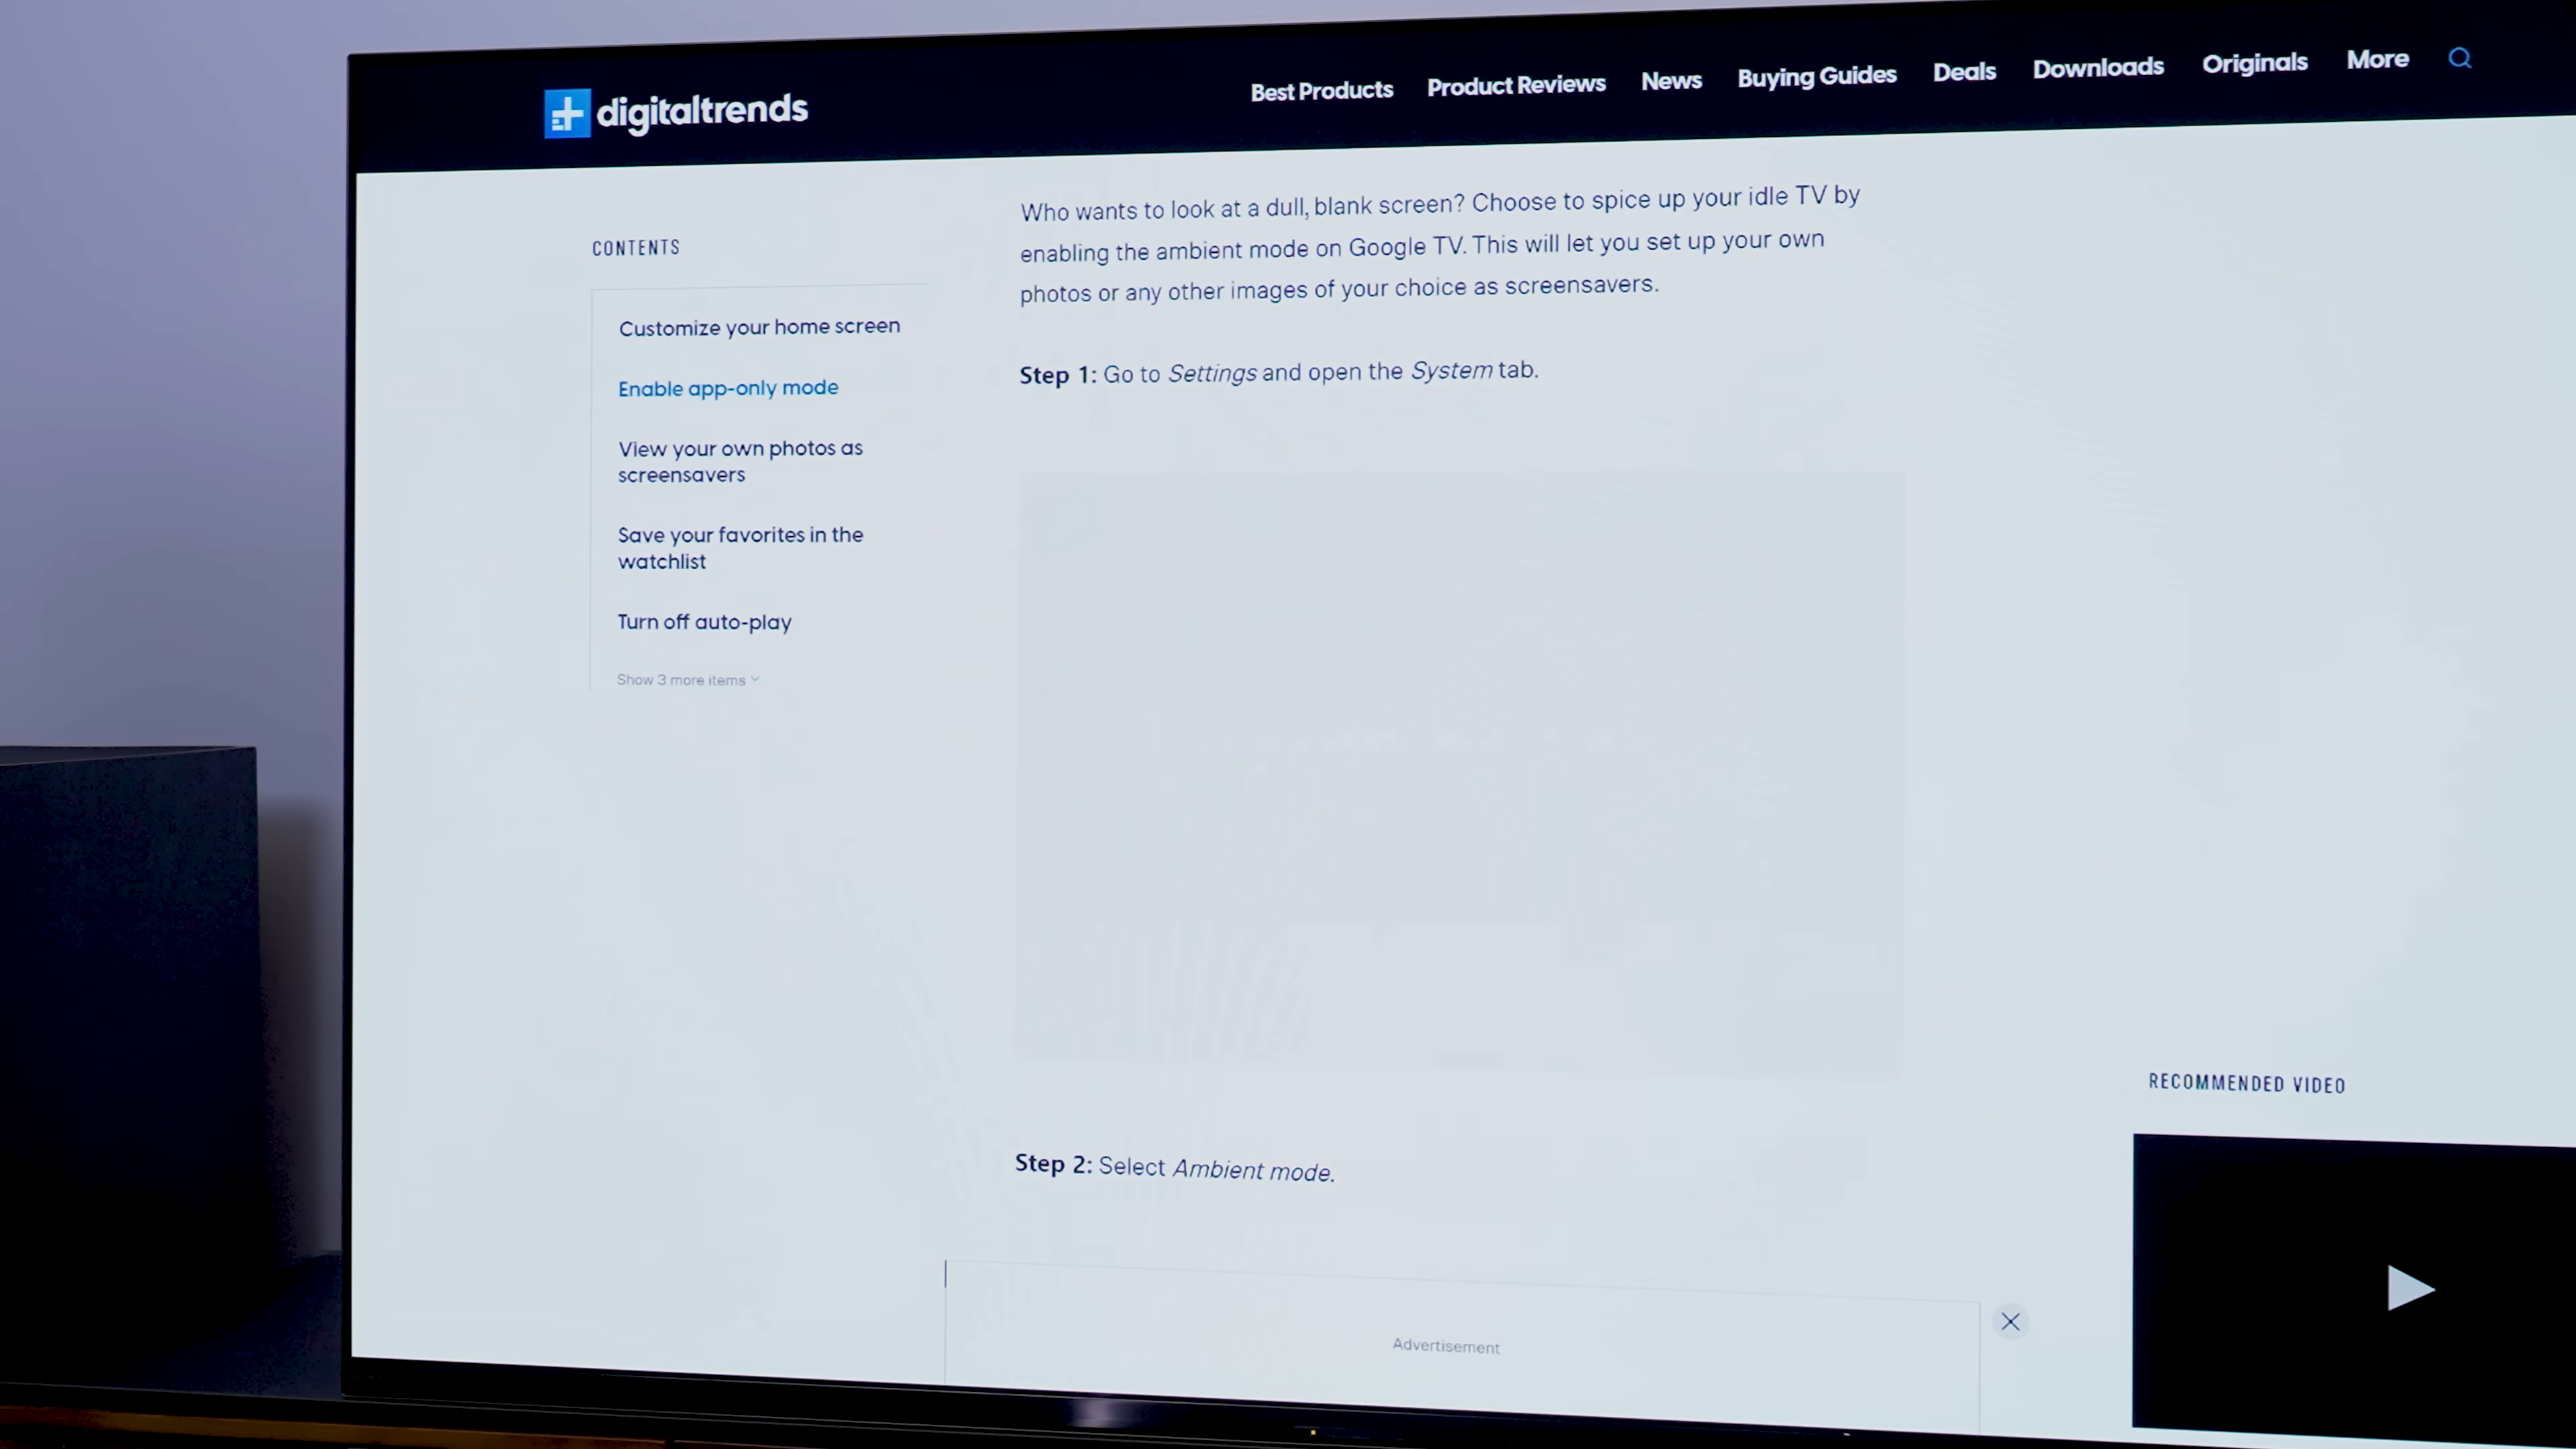 digitaltrends
Best Products Product Reviews News Buying Guides Deals Downloads Originals More
CONTENTS
Customize your home screen
Enable app-only mode
View your own photos as
screensavers
Save your favorites in the
watchlist
Turn off auto-play
Show 3 more items
Who wants to look at a dull, blank screen? Choose to spice up your idle TV by
enabling the ambient mode on Google TV. This will let you set up your own
photos or any other images of your choice as screensavers.
Step 1: Go to Settings and open the System tab.
Step 2: Select Ambient mode.
RECOMMENDED VIDEO
Advertisement